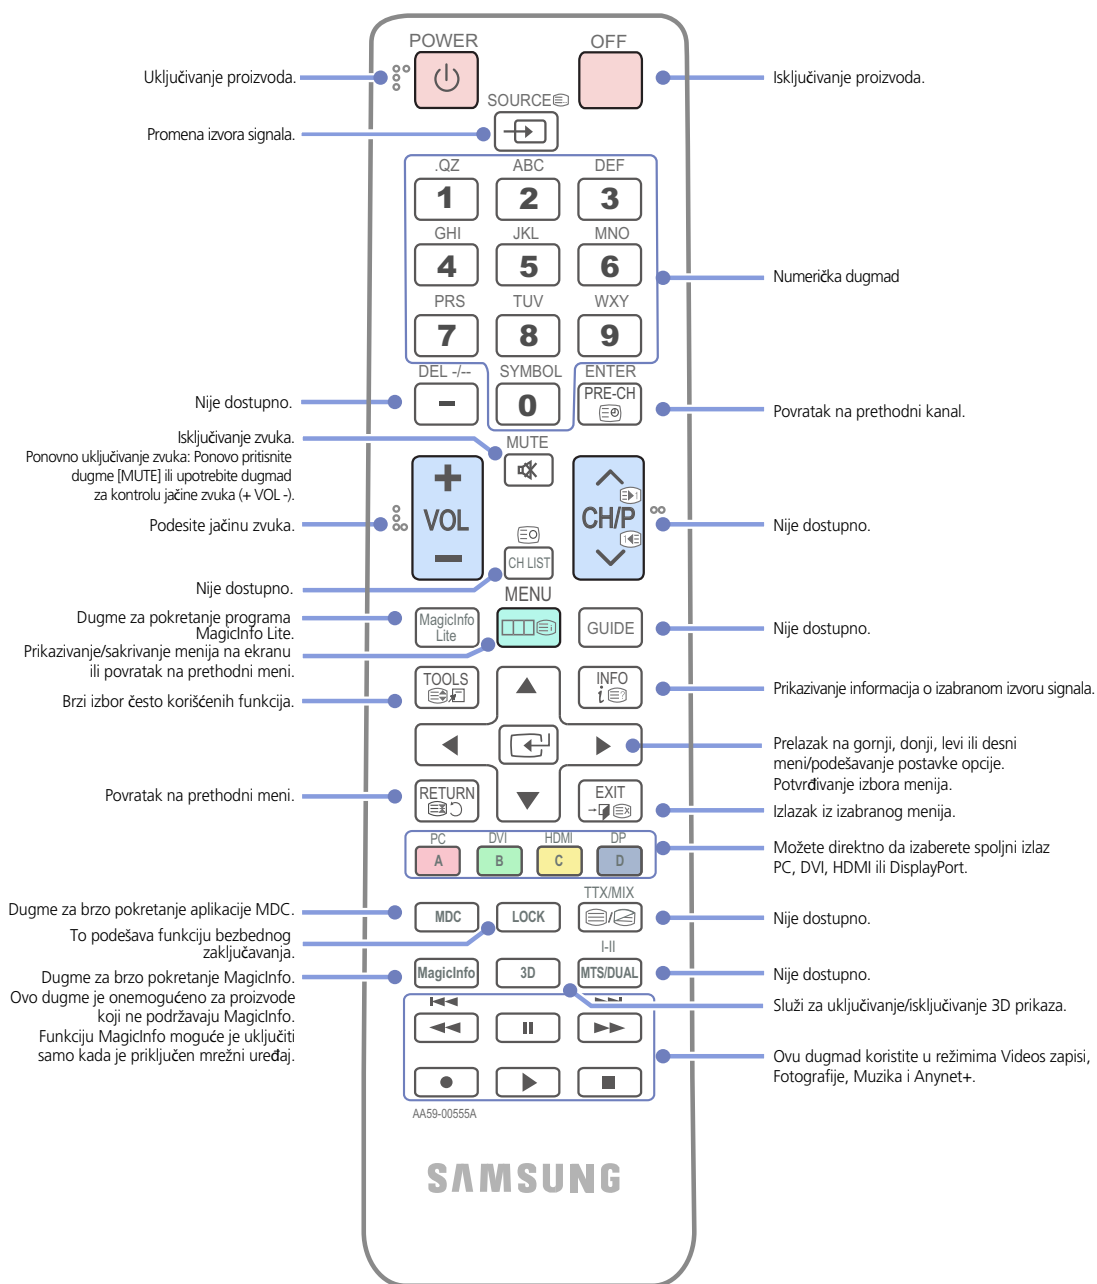 POWER
OFF
Uključivanje proizvoda.
Isključivanje proizvoda.
SOURCE
Promena izvora signala.
.QZ
ABC
DEF
1
2
3
GHI
JKL
MNO
4
5
6
Numerička dugmad
PRS
TUV
WXY
7
8
9
DEL -/--
SYMBOL
ENTER
-
0
PRE-CH
Nije dostupno.
Povratak na prethodni kanal.
Isključivanje zvuka.
Ponovno uključivanje zvuka: Ponovo pritisnite
dugme [MUTE] ili upotrebite dugmad
za kontrolu jačine zvuka (+ VOL -).
MUTE
VOL
CH/P
Podesite jačinu zvuka.
Nije dostupno.
CH LIST
Nije dostupno.
MENU
Dugme za pokretanje programa
MagicInfo Lite.
MagicInfo
Lite
GUIDE
Nije dostupno.
Prikazivanje/sakrivanje menija na ekranu
ili povratak na prethodni meni.
TOOLS
INFO
Brzi izbor često korišćenih funkcija.
Prikazivanje informacija o izabranom izvoru signala.
Prelazak na gornji, donji, levi ili desni
meni/podešavanje postavke opcije.
Potvrđivanje izbora menija.
RETURN
EXIT
Povratak na prethodni meni.
Izlazak iz izabranog menija.
PC
DVI
HDMI
DP
A
B
C
D
Možete direktno da izaberete spoljni izlaz
PC, DVI, HDMI ili DisplayPort.
TTX/MIX
Dugme za brzo pokretanje aplikacije MDC.
MDC
LOCK
Nije dostupno.
To podešava funkciju bezbednog
zaključavanja.
I-II
Dugme za brzo pokretanje MagicInfo.
Ovo dugme je onemogućeno za proizvode
koji ne podržavaju MagicInfo.
Funkciju MagicInfo moguće je uključiti
samo kada je priključen mrežni uređaj.
MagicInfo
3D
MTS/DUAL
Nije dostupno.
Služi za uključivanje/isključivanje 3D prikaza.
Ovu dugmad koristite u režimima Videos zapisi,
Fotografije, Muzika i Anynet+.
AA59-00555A
SAMSUNG